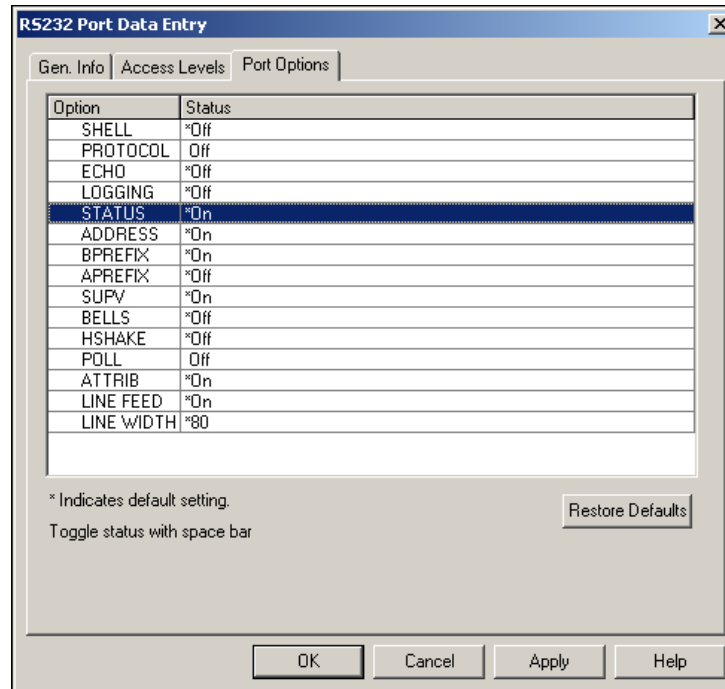 RS232 Port Data Entry
Gen. Info Access Levels Port Options
Option Status
SHELL *Off
PROTOCOL Off
ECHO *Off
LOGGING *Off
STATUS *On
ADDRESS *On
BPREFIX *On
APREFIX *Off
SUPV *On
BELLS *Off
HSHAKE *Off
POLL Off
ATTRIB *On
LINE FEED *On
LINE WIDTH *80
* Indicates default setting.
Restore Defaults
Toggle status with space bar
OK Cancel Apply Help